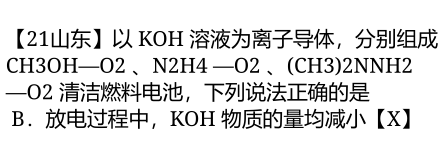 【21山东】以 KOH 溶液为离子导体，分别组成
CH3OH—O2 、N2H4 —O2 、(CH3)2NNH2
—O2 清洁燃料电池，下列说法正确的是
B．放电过程中，KOH 物质的量均减小【X】